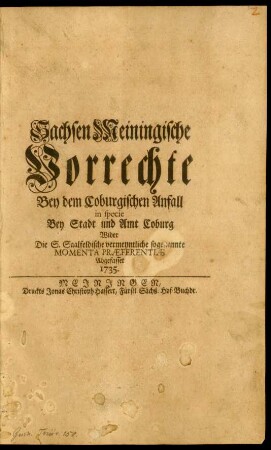 Sachsen Meiningische
Vorrechte
Bey dem Coburgischen Anfall
in specie
Bey Stadt und Amt Coburg
Wider
Die S. Saalfeldische vermeyntliche sogenannte
MOMENTA PRÆFERENTIÆ
Abgefasset
1735.
MEININGEN,
Druckts Jonas Christoph Hassert, Fürstl. Sächs. Hof-Buchdr.